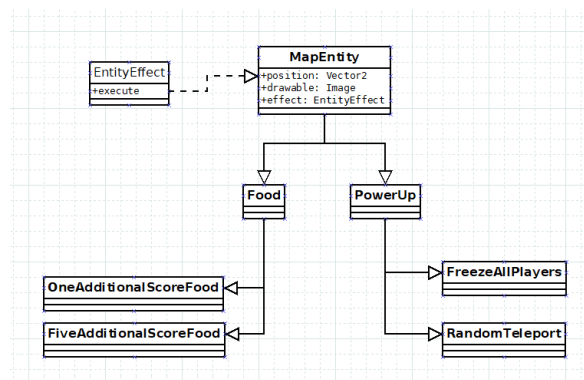 MapEntity
EntityEffect
+position: Vector2
+execute
+drawable: Image
+effect: EntityEffect
Food
PowerUp
FreezeAllPlayers
OneAdditionalScoreFood
FiveAdditionalScoreFood
RandomTeleport